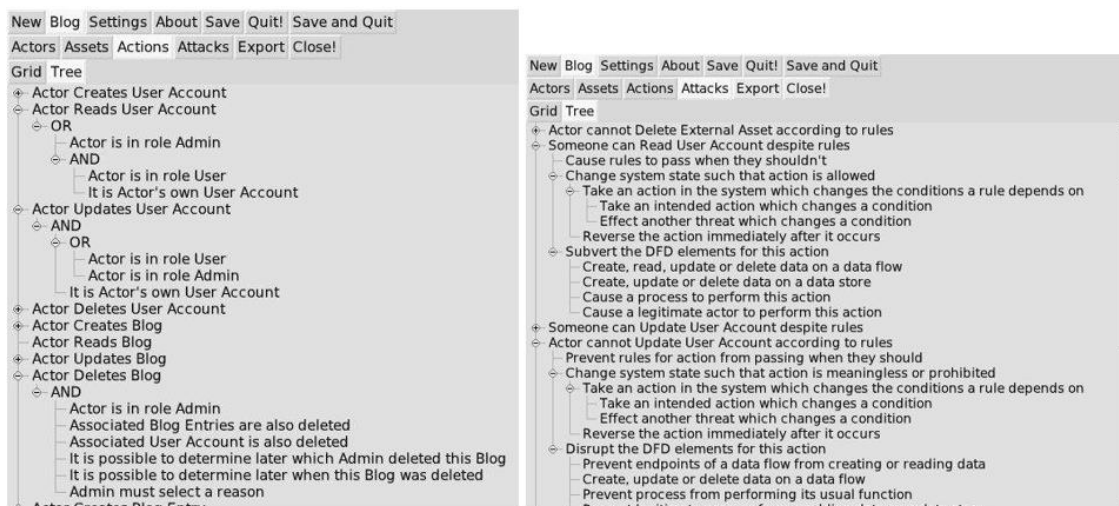 New Blog Settings About Save Quit! Save and Quit
Actors Assets Actions Attacks Export Close!
Grid Tree
Actor Creates User Account
Actor Reads User Account
OR
Actor is in role Admin
AND
Actor is in role User
It is Actor's own User Account
Actor Updates User Account
AND
OR
Actor is in role User
Actor is in role Admin
It is Actor's own User Account
Actor Deletes User Account
Actor Creates Blog
Actor Reads Blog
Actor Updates Blog
Actor Deletes Blog
AND
Actor is in role Admin
Associated Blog Entries are also deleted
Associated User Account is also deleted
It is possible to determine later which Admin deleted this Blog
It is possible to determine later when this Blog was deleted
Admin must select a reason
Actor Creates Blog Entry
New Blog Settings About Save Quit! Save and Quit
Actors Assets Actions Attacks Export Close!
Grid Tree
Actor cannot Delete External Asset according to rules
Someone can Read User Account despite rules
Cause rules to pass when they shouldn't
Change system state such that action is allowed
Take an action in the system which changes the conditions a rule depends on
Take an intended action which changes a condition
Effect another threat which changes a condition
Reverse the action immediately after it occurs
Subvert the DFD elements for this action
Create, read, update or delete data on a data flow
Create, update or delete data on a data store
Cause a process to perform this action
Cause a legitimate actor to perform this action
Someone can Update User Account despite rules
Actor cannot Update User Account according to rules
Prevent rules for action from passing when they should
Change system state such that action is meaningless or prohibited
Take an action in the system which changes the conditions a rule depends on
Take an intended action which changes a condition
Effect another threat which changes a condition
Reverse the action immediately after it occurs
Disrupt the DFD elements for this action
Prevent endpoints of a data flow from creating or reading data
Create, update or delete data on a data flow
Prevent process from performing its usual function